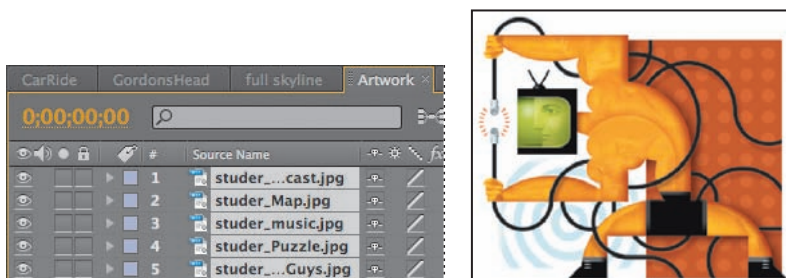 CarRide GordonsHead full skyline Artwork ×
0;00;00;00
# Source Name fx
1 studer_...cast.jpg
2 studer_Map.jpg
3 studer_music.jpg
4 studer_Puzzle.jpg
5 studer_...Guys.jpg